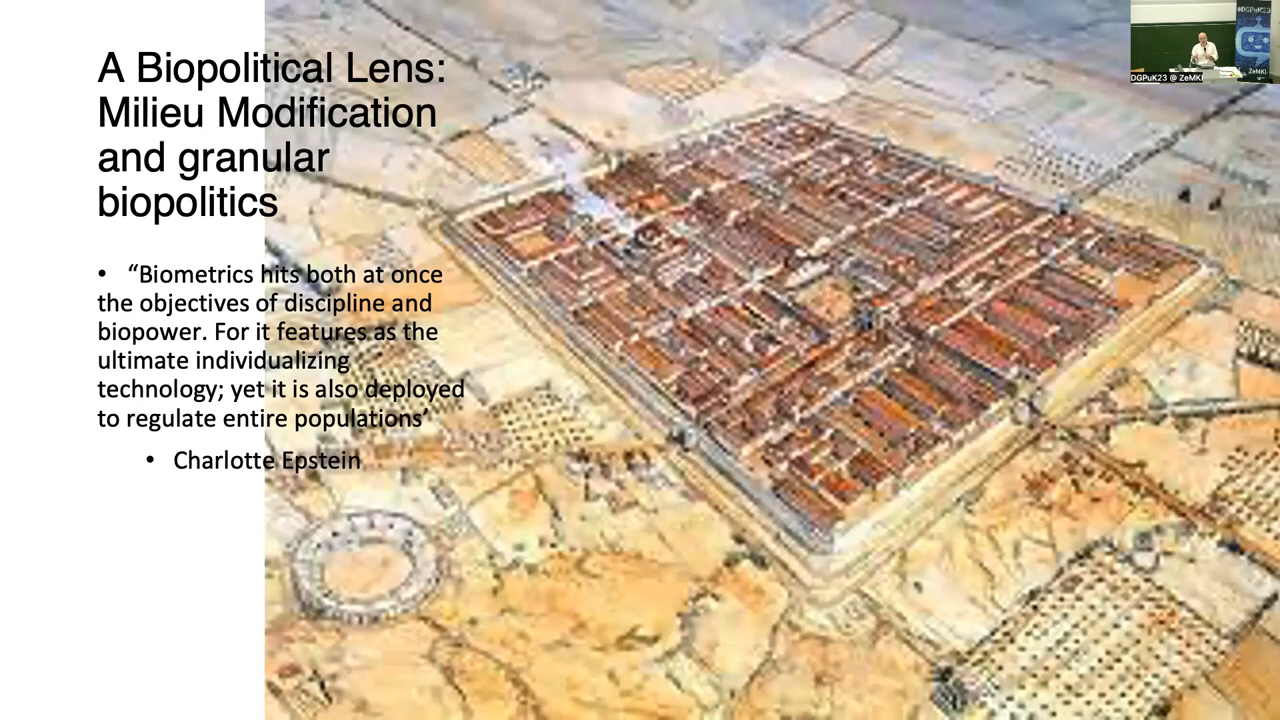 A Biopolitical Lens:
Milieu Modification
and granular
biopolitics
• “Biometrics hits both at once
the objectives of discipline and
biopower. For it features as the
ultimate individualizing
technology; yet it is also deployed
to regulate entire populations’
• Charlotte Epstein
DGPuK23 @ ZeMKI
#DGPuK23
ZeMKI